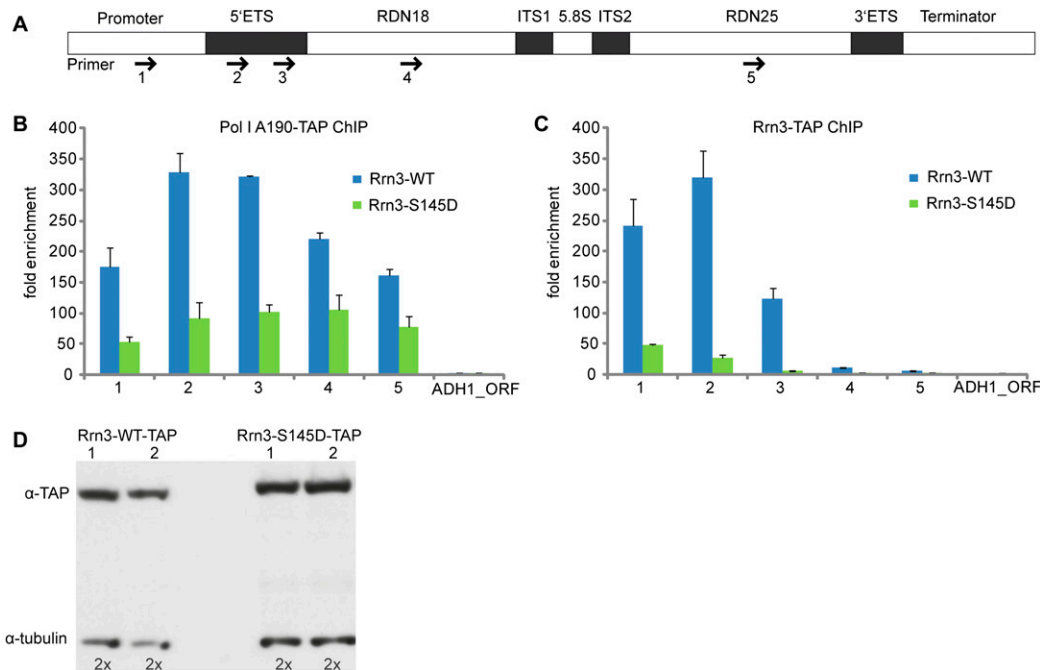 A
Promoter 5'ETS RDN18 ITS1 5.8S ITS2 RDN25 3'ETS Terminator
Primer
1 2 3 4 5
B
Pol I A190-TAP ChIP
fold enrichment
400
350
300
250
200
150
100
50
0
Rrn3-WT
Rrn3-S145D
1 2 3 4 5 ADH1_ORF
C
Rrn3-TAP ChIP
fold enrichment
400
350
300
250
200
150
100
50
0
Rrn3-WT
Rrn3-S145D
1 2 3 4 5 ADH1_ORF
D
Rrn3-WT-TAP Rrn3-S145D-TAP
1 2 1 2
α-TAP
α-tubulin
2x 2x 2x 2x